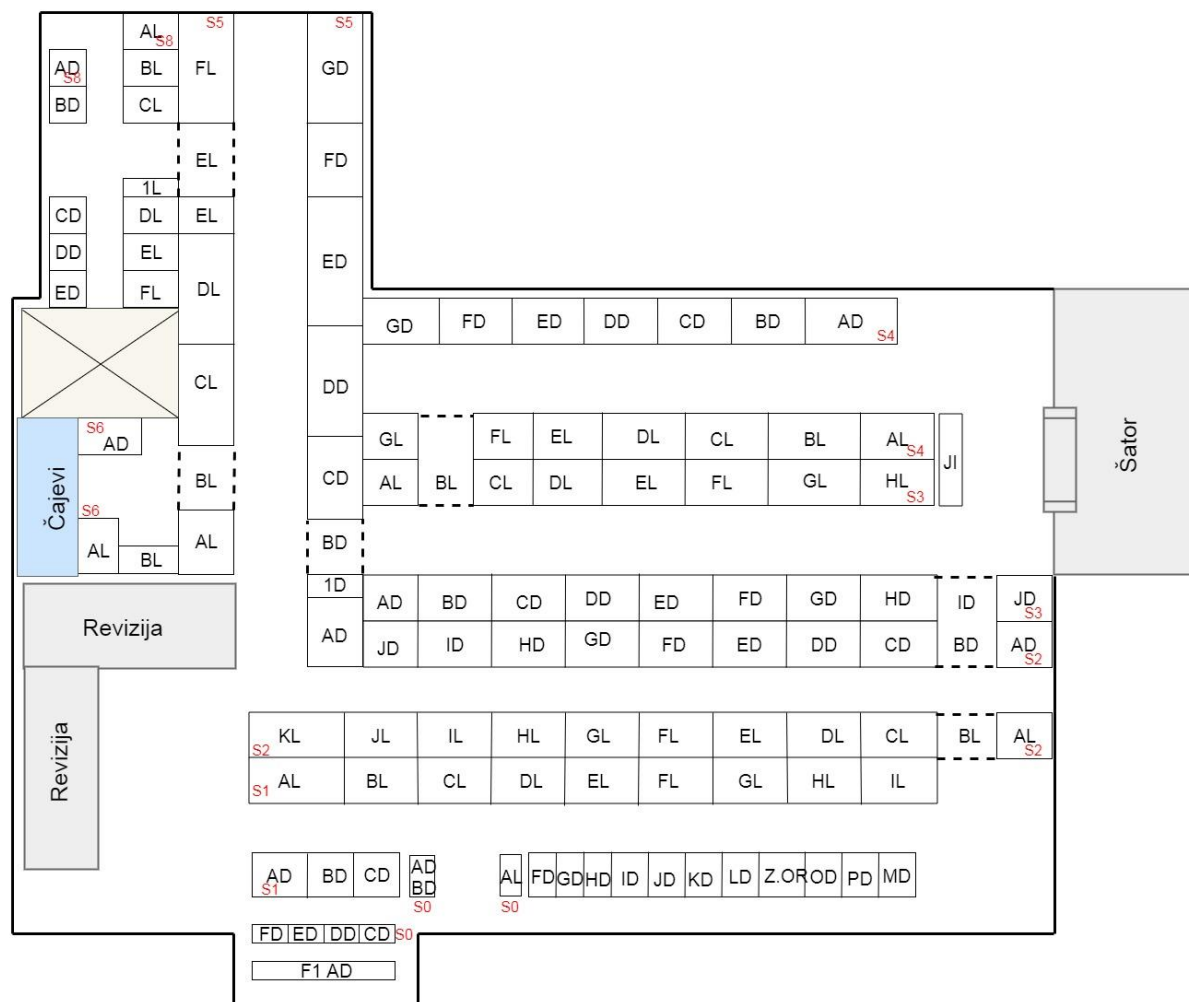 AL S8 FL S5 GD S5
AD S8 BL
BD CL
EL FD
1L
CD DL EL
DD EL DL ED
ED FL
GD FD ED DD CD BD AD S4
CL DD
S6 AD
GL FL EL DL CL BL AL S4
BL CD AL BL CL DL EL FL GL HL S3 JI
Čajevi
Šator
S6 AL BL AL
BD
1D
AD BD CD DD ED FD GD HD ID JD S3
Revizija
AD JD ID HD GD FD ED DD CD BD AD S2
Revizija
S2 KL JL IL HL GL FL EL DL CL BL AL S2
S1 AL BL CL DL EL FL GL HL IL
AD S1 BD CD AD BD S0 AL S0 FD GD HD ID JD KD LD Z.OR OD PD MD
FD ED DD CD S0
F1 AD